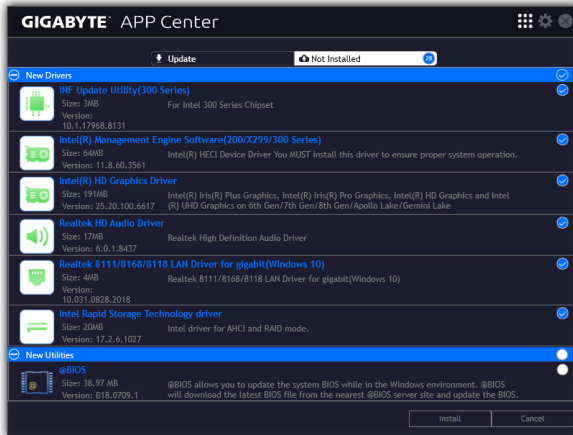 GIGABYTE™ APP Center
Update
Not Installed
29
New Drivers
INF Update Utility(300 Series)
Size: 3MB
For Intel 300 Series Chipset
Version:
10.1.17968.8131
Intel(R) Management Engine Software(200/X299/300 Series)
Size: 64MB
Intel(R) HECI Device Driver You MUST install this driver to ensure proper system operation.
Version: 11.8.60.3561
Intel(R) HD Graphics Driver
Size: 191MB
Intel(R) Iris(R) Plus Graphics, Intel(R) Iris(R) Pro Graphics, Intel(R) HD Graphics and Intel
Version: 25.20.100.6617
(R) UHD Graphics on 6th Gen/7th Gen/8th Gen/Apollo Lake/Gemini Lake
Realtek HD Audio Driver
Size: 17MB
Realtek High Definition Audio Driver
Version: 6.0.1.8437
Realtek 8111/8168/8118 LAN Driver for gigabit(Windows 10)
Size: 4MB
Realtek 8111/8168/8118 LAN Driver for gigabit(Windows 10)
Version:
10.031.0828.2018
Intel Rapid Storage Technology driver
Size: 20MB
Intel driver for AHCI and RAID mode.
Version: 17.2.6.1027
New Utilities
@BIOS
Size: 38.97 MB
@BIOS allows you to update the system BIOS while in the Windows environment. @BIOS
Version: B18.0709.1
will download the latest BIOS file from the nearest @BIOS server site and update the BIOS.
Install
Cancel